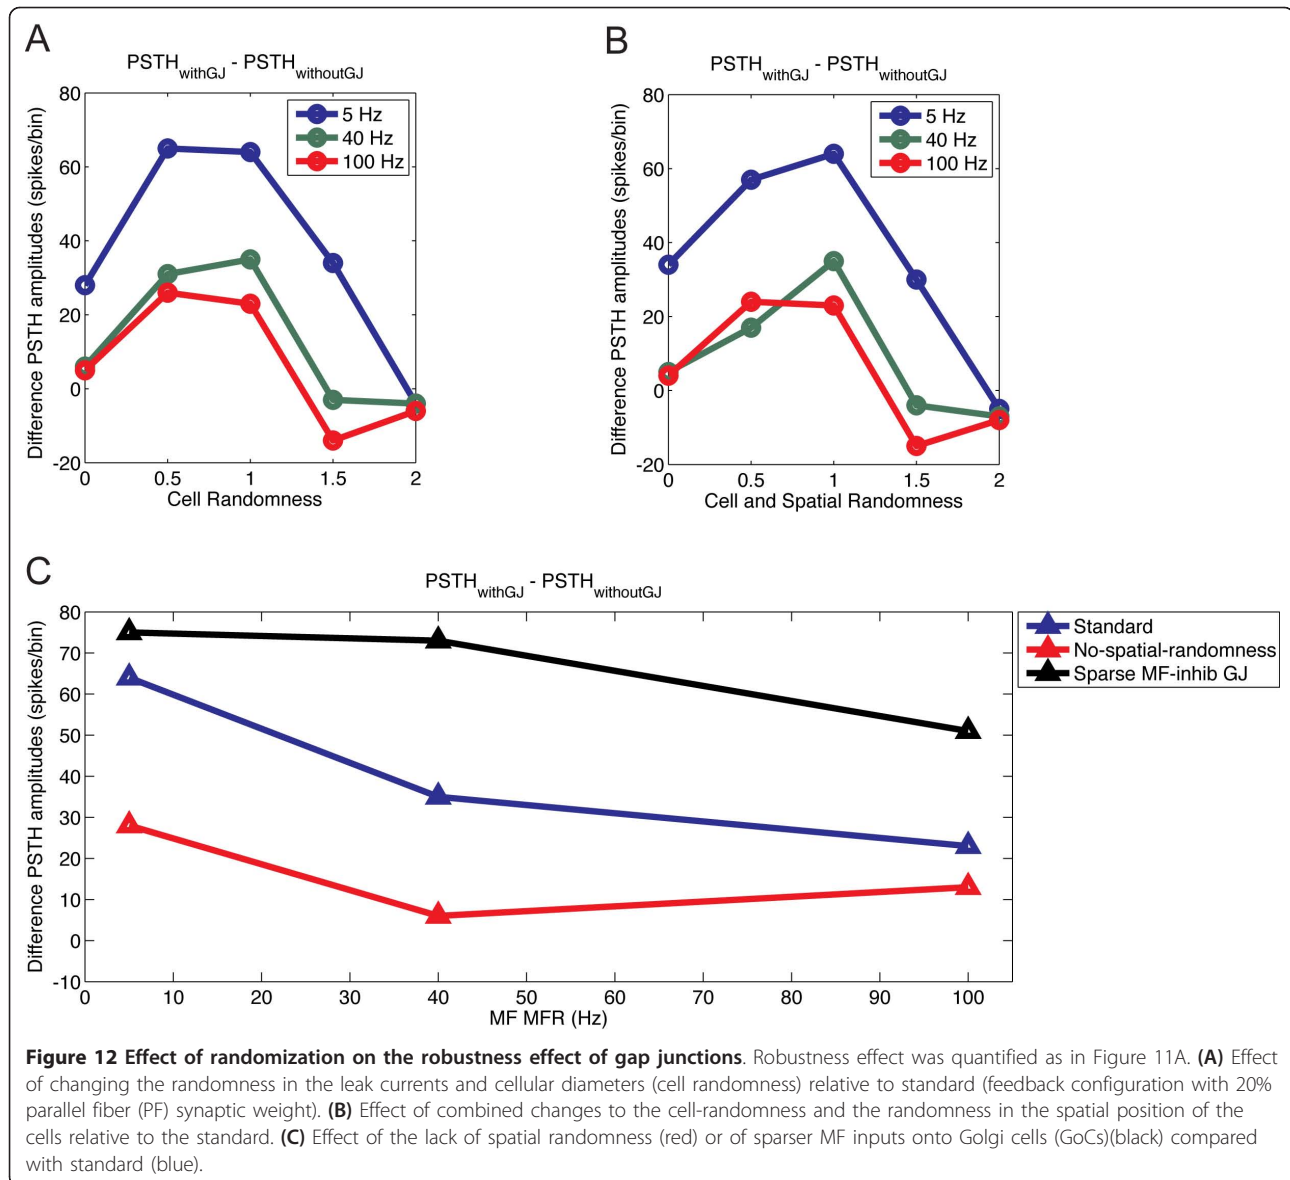 A
PSTHwithGJ - PSTHwithoutGJ
Difference PSTH amplitudes (spikes/bin)
80
60
40
20
0
-20
5 Hz
40 Hz
100 Hz
0 0.5 1 1.5 2
Cell Randomness
B
PSTHwithGJ - PSTHwithoutGJ
Difference PSTH amplitudes (spikes/bin)
80
60
40
20
0
-20
5 Hz
40 Hz
100 Hz
0 0.5 1 1.5 2
Cell and Spatial Randomness
C
PSTHwithGJ - PSTHwithoutGJ
Difference PSTH amplitudes (spikes/bin)
80
70
60
50
40
30
20
10
0
-10
Standard
No-spatial-randomness
Sparse MF-inhib GJ
0 10 20 30 40 50 60 70 80 90 100
MF MFR (Hz)
Figure 12 Effect of randomization on the robustness effect of gap junctions. Robustness effect was quantified as in Figure 11A. (A) Effect
of changing the randomness in the leak currents and cellular diameters (cell randomness) relative to standard (feedback configuration with 20%
parallel fiber (PF) synaptic weight). (B) Effect of combined changes to the cell-randomness and the randomness in the spatial position of the
cells relative to the standard. (C) Effect of the lack of spatial randomness (red) or of sparser MF inputs onto Golgi cells (GoCs)(black) compared
with standard (blue).